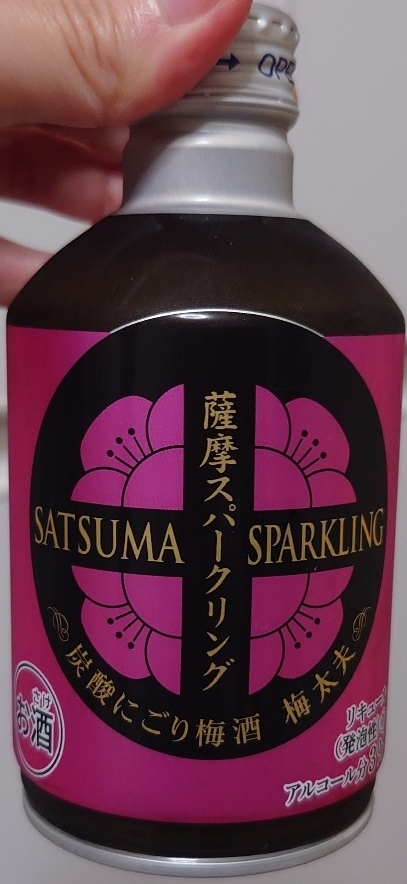 OPEN
薩摩スパークリング
SATSUMA SPARKLING
炭酸にごり梅酒 梅太夫
さけ
お酒
リキュール
(発泡性)
アルコール分3